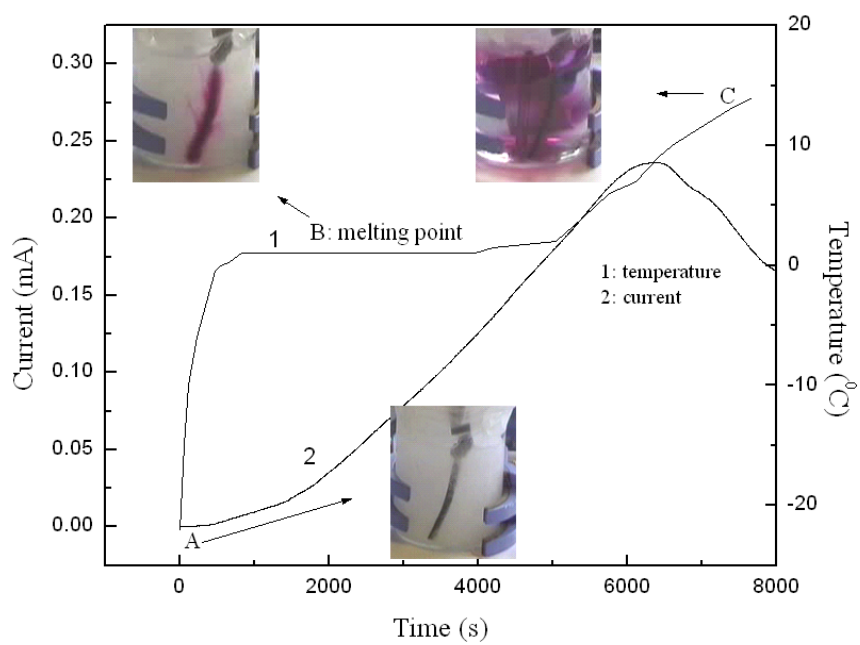 20
0.30
0.25
0.20
0.15
0.10
0.05
0.00
10
0
-10
-20
C
B: melting point
1
1: temperature
2: current
2
A
0
2000
4000
6000
8000
Time (s)
Current (mA)
Temperature (⁰C)